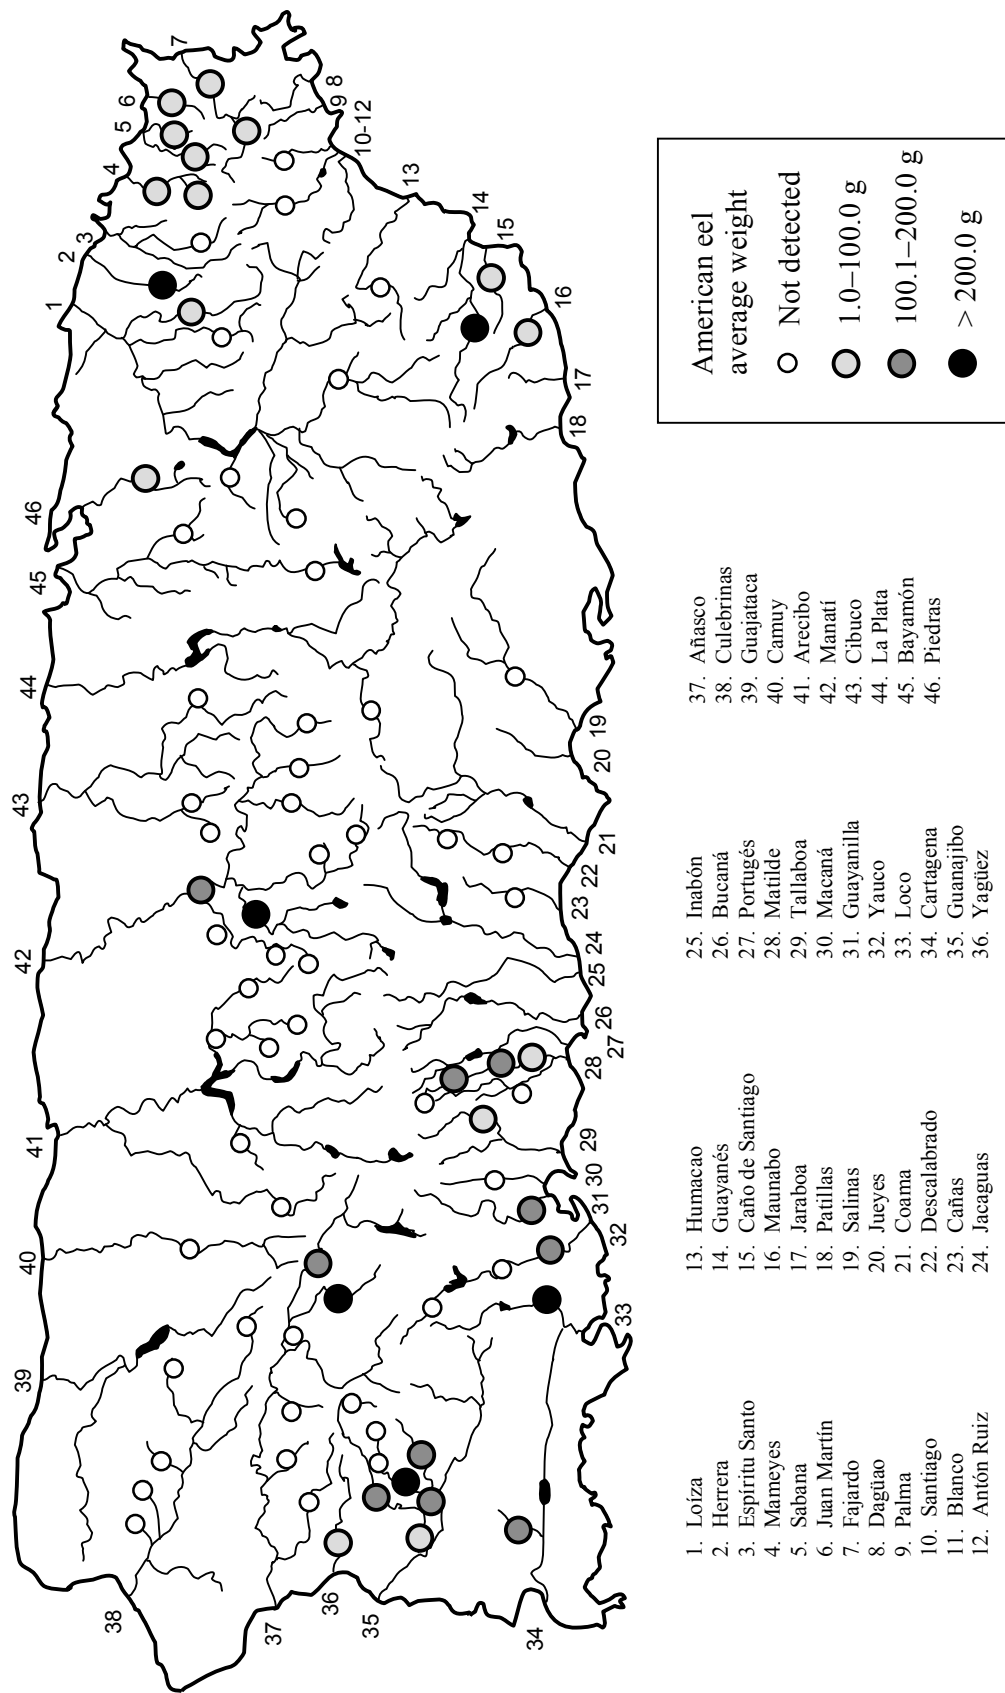 1
2
3
4
5
6
7
8
9
10-12
13
14
15
16
17
18
19
20
21
22
23
24
25
26
27
28
29
30
31
32
33
34
35
36
37
38
39
40
41
42
43
44
45
46
American eel
average weight
Not detected
1.0–100.0 g
100.1–200.0 g
> 200.0 g
1. Loíza
2. Herrera
3. Espíritu Santo
4. Mameyes
5. Sabana
6. Juan Martín
7. Fajardo
8. Dagüao
9. Palma
10. Santiago
11. Blanco
12. Antón Ruiz
13. Humacao
14. Guayanés
15. Caño de Santiago
16. Maunabo
17. Jaraboa
18. Patillas
19. Salinas
20. Jueyes
21. Coama
22. Descalabrado
23. Cañas
24. Jacaguas
25. Inabón
26. Bucaná
27. Portugés
28. Matilde
29. Tallaboa
30. Macaná
31. Guayanilla
32. Yauco
33. Loco
34. Cartagena
35. Guanajibo
36. Yagüez
37. Añasco
38. Culebrinas
39. Guajataca
40. Camuy
41. Arecibo
42. Manatí
43. Cibuco
44. La Plata
45. Bayamón
46. Piedras